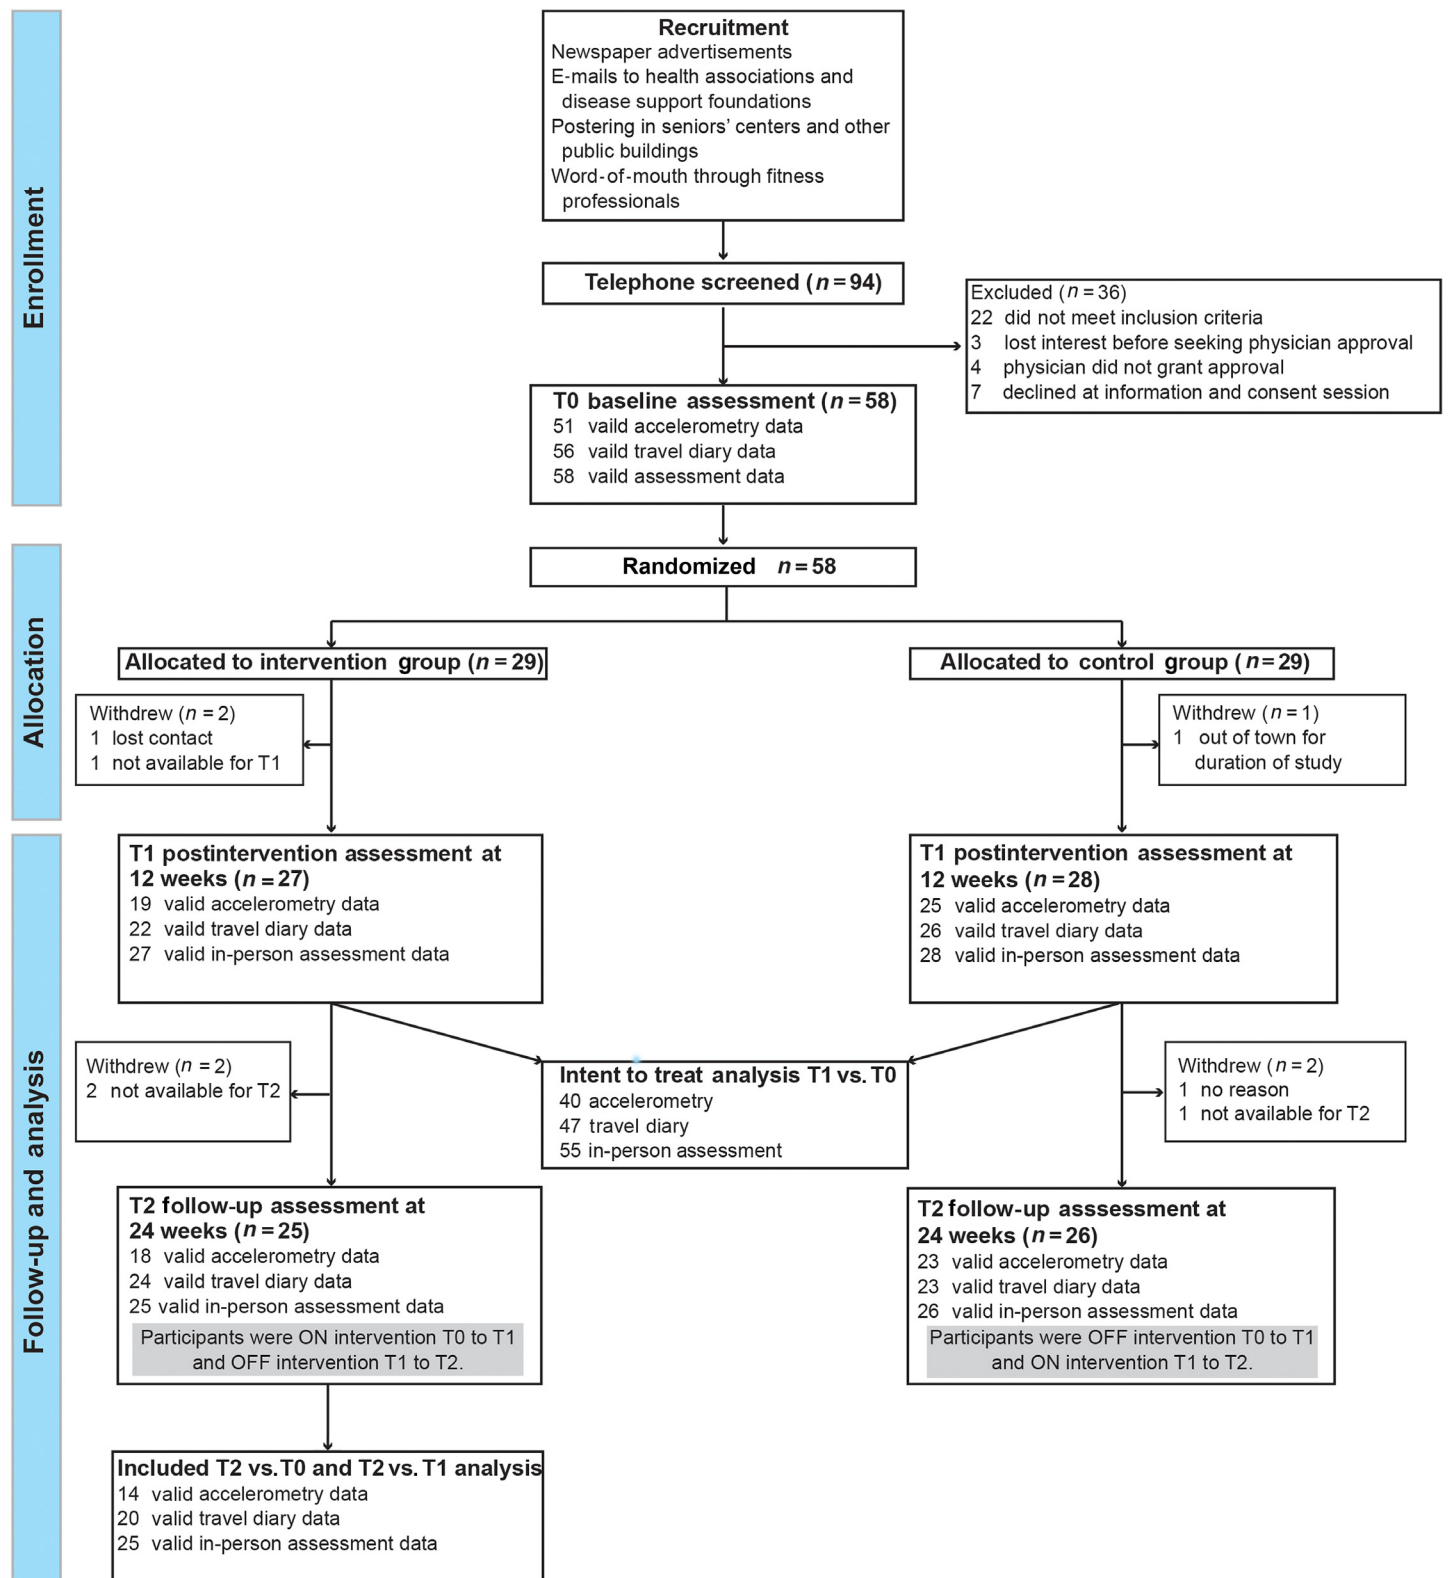 Enrollment
Recruitment
Newspaper advertisements
E-mails to health associations and
disease support foundations
Postering in seniors' centers and other
public buildings
Word-of-mouth through fitness
professionals
Telephone screened (n = 94)
Excluded (n = 36)
22 did not meet inclusion criteria
3 lost interest before seeking physician approval
4 physician did not grant approval
7 declined at information and consent session
T0 baseline assessment (n = 58)
51 vaild accelerometry data
56 vaild travel diary data
58 vaild assessment data
Allocation
Randomized n = 58
Allocated to intervention group (n = 29)
Allocated to control group (n = 29)
Withdrew (n = 2)
1 lost contact
1 not available for T1
Withdrew (n = 1)
1 out of town for
duration of study
Follow-up and analysis
T1 postintervention assessment at
12 weeks (n = 27)
19 valid accelerometry data
22 vaild travel diary data
27 valid in-person assessment data
T1 postintervention assessment at
12 weeks (n = 28)
25 valid accelerometry data
26 vaild travel diary data
28 valid in-person assessment data
Withdrew (n = 2)
2 not available for T2
Intent to treat analysis T1 vs. T0
40 accelerometry
47 travel diary
55 in-person assessment
Withdrew (n = 2)
1 no reason
1 not available for T2
T2 follow-up assessment at
24 weeks (n = 25)
18 valid accelerometry data
24 vaild travel diary data
25 valid in-person assessment data
Participants were ON intervention T0 to T1
and OFF intervention T1 to T2.
T2 follow-up asssessment at
24 weeks (n = 26)
23 valid accelerometry data
23 valid travel diary data
26 valid in-person assessment data
Participants were OFF intervention T0 to T1
and ON intervention T1 to T2.
Included T2 vs. T0 and T2 vs. T1 analysis
14 valid accelerometry data
20 valid travel diary data
25 valid in-person assessment data